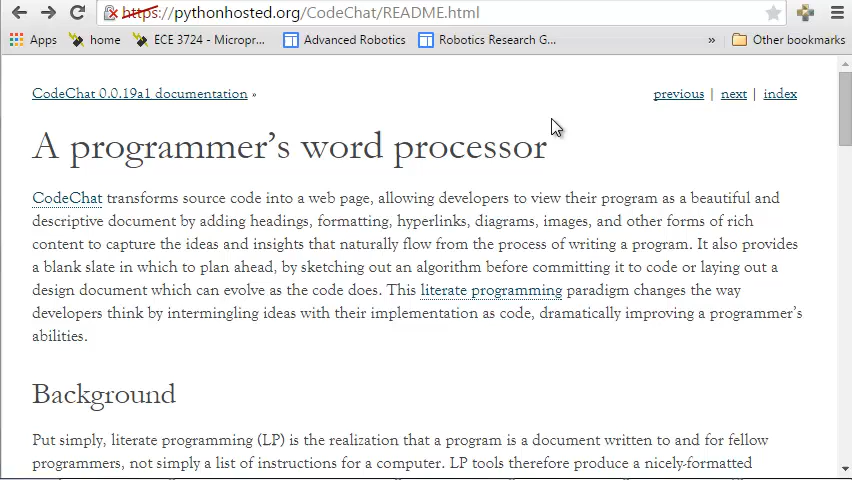 https://pythonhosted.org/CodeChat/README.html
Apps home ECE 3724 - Micropr... Advanced Robotics Robotics Research G... » Other bookmarks
CodeChat 0.0.19a1 documentation » previous | next | index
A programmer’s word processor
CodeChat transforms source code into a web page, allowing developers to view their program as a beautiful and
descriptive document by adding headings, formatting, hyperlinks, diagrams, images, and other forms of rich
content to capture the ideas and insights that naturally flow from the process of writing a program. It also provides
a blank slate in which to plan ahead, by sketching out an algorithm before committing it to code or laying out a
design document which can evolve as the code does. This literate programming paradigm changes the way
developers think by intermingling ideas with their implementation as code, dramatically improving a programmer’s
abilities.
Background
Put simply, literate programming (LP) is the realization that a program is a document written to and for fellow
programmers, not simply a list of instructions for a computer. LP tools therefore produce a nicely-formatted